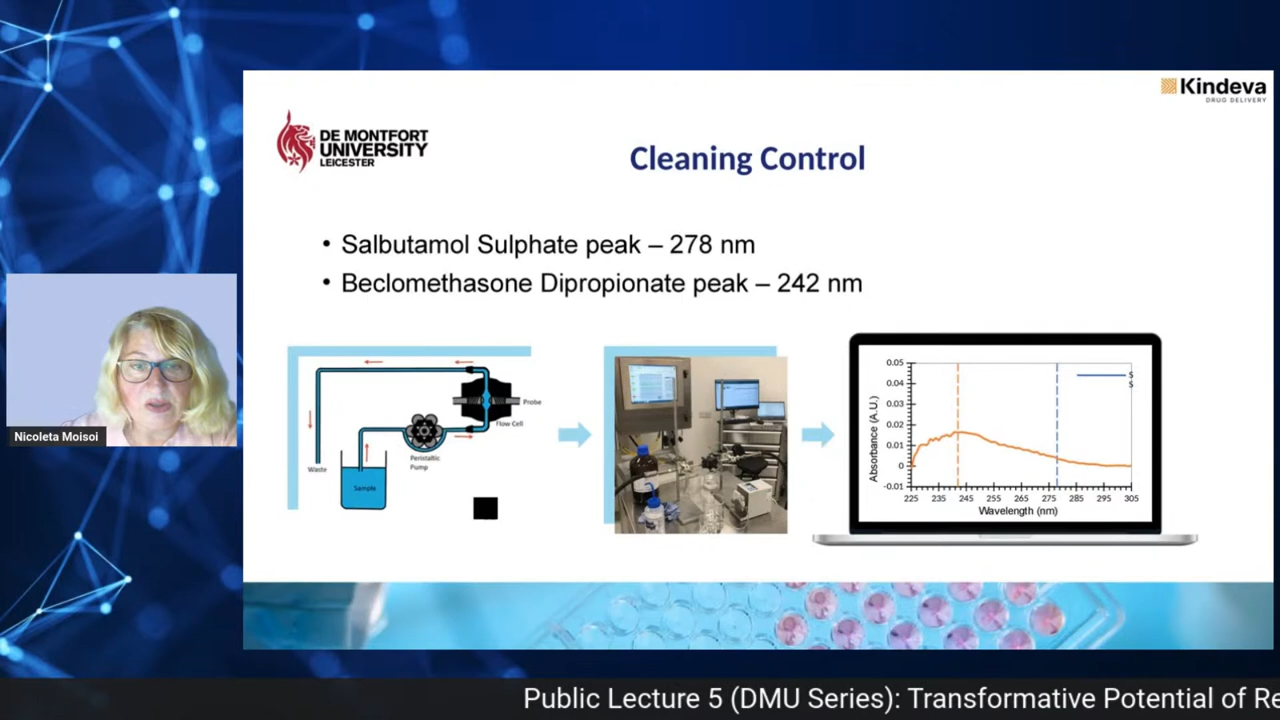 Kindeva
DRUG DELIVERY
DE MONTFORT
UNIVERSITY
LEICESTER
Cleaning Control
• Salbutamol Sulphate peak – 278 nm
• Beclomethasone Dipropionate peak – 242 nm
Probe
Flow Cell
Peristaltic
Pump
Waste
Sample
0.05
0.04
0.03
0.02
0.01
0
-0.01
Absorbance (A.U.)
225 235 245 255 265 275 285 295 305
Wavelength (nm)
S
S
Nicoleta Moisoi
Public Lecture 5 (DMU Series): Transformative Potential of Re